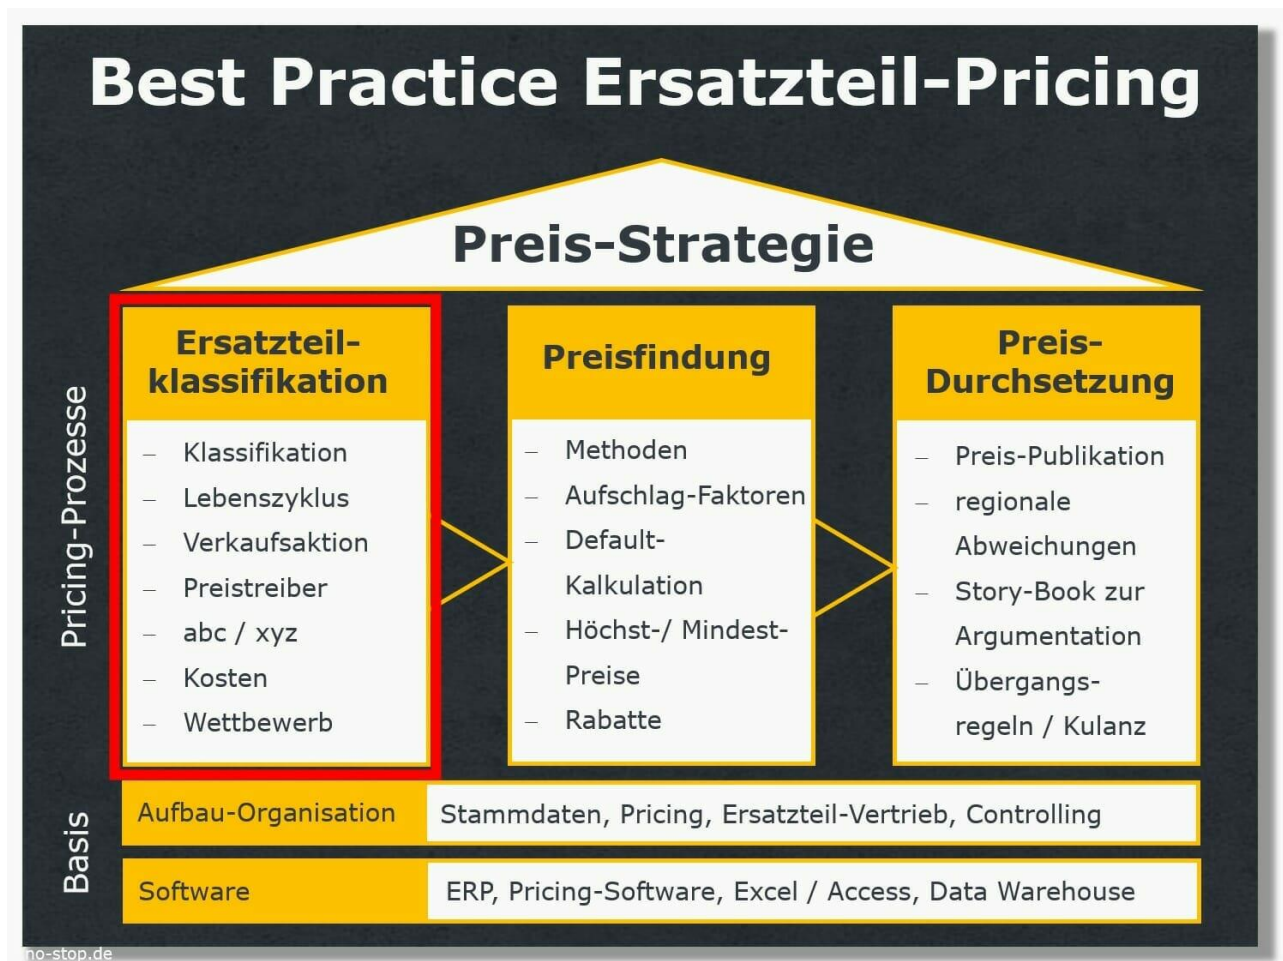 Best Practice Ersatzteil-Pricing
Preis-Strategie
Pricing-Prozesse
Ersatzteil-
klassifikation
– Klassifikation
– Lebenszyklus
– Verkaufsaktion
– Preistreiber
– abc / xyz
– Kosten
– Wettbewerb
Preisfindung
– Methoden
– Aufschlag-Faktoren
– Default-
Kalkulation
– Höchst-/ Mindest-
Preise
– Rabatte
Preis-
Durchsetzung
– Preis-Publikation
– regionale
Abweichungen
– Story-Book zur
Argumentation
– Übergangs-
regeln / Kulanz
Basis
Aufbau-Organisation
Stammdaten, Pricing, Ersatzteil-Vertrieb, Controlling
Software
ERP, Pricing-Software, Excel / Access, Data Warehouse
no-stop.de